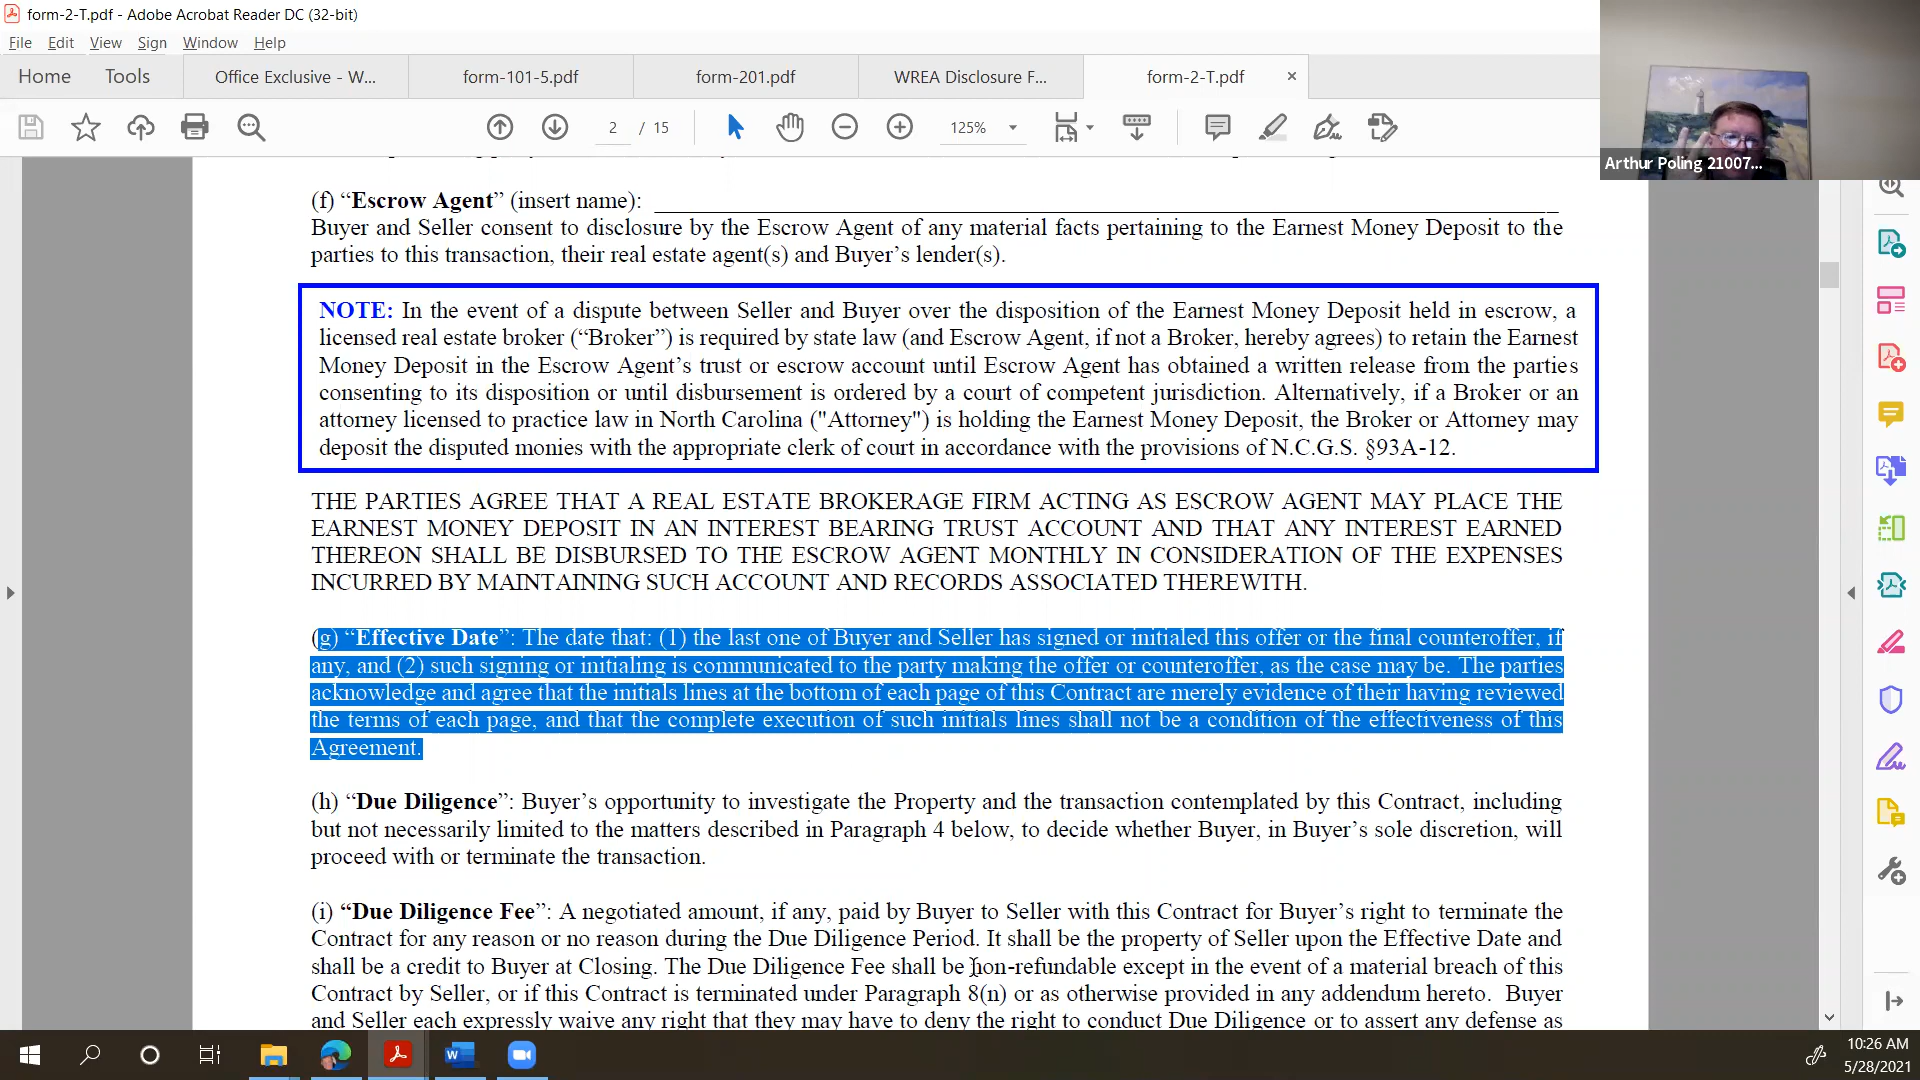 form-2-T.pdf - Adobe Acrobat Reader DC (32-bit)
File Edit View Sign Window Help
Home Tools Office Exclusive - W... form-101-5.pdf form-201.pdf WREA Disclosure F... form-2-T.pdf ×
2 / 15 125%
Arthur Poling 21007...
(f) “Escrow Agent” (insert name):
Buyer and Seller consent to disclosure by the Escrow Agent of any material facts pertaining to the Earnest Money Deposit to the
parties to this transaction, their real estate agent(s) and Buyer’s lender(s).
NOTE: In the event of a dispute between Seller and Buyer over the disposition of the Earnest Money Deposit held in escrow, a
licensed real estate broker (“Broker”) is required by state law (and Escrow Agent, if not a Broker, hereby agrees) to retain the Earnest
Money Deposit in the Escrow Agent’s trust or escrow account until Escrow Agent has obtained a written release from the parties
consenting to its disposition or until disbursement is ordered by a court of competent jurisdiction. Alternatively, if a Broker or an
attorney licensed to practice law in North Carolina ("Attorney") is holding the Earnest Money Deposit, the Broker or Attorney may
deposit the disputed monies with the appropriate clerk of court in accordance with the provisions of N.C.G.S. §93A-12.
THE PARTIES AGREE THAT A REAL ESTATE BROKERAGE FIRM ACTING AS ESCROW AGENT MAY PLACE THE
EARNEST MONEY DEPOSIT IN AN INTEREST BEARING TRUST ACCOUNT AND THAT ANY INTEREST EARNED
THEREON SHALL BE DISBURSED TO THE ESCROW AGENT MONTHLY IN CONSIDERATION OF THE EXPENSES
INCURRED BY MAINTAINING SUCH ACCOUNT AND RECORDS ASSOCIATED THEREWITH.
(g) “Effective Date”: The date that: (1) the last one of Buyer and Seller has signed or initialed this offer or the final counteroffer, if
any, and (2) such signing or initialing is communicated to the party making the offer or counteroffer, as the case may be. The parties
acknowledge and agree that the initials lines at the bottom of each page of this Contract are merely evidence of their having reviewed
the terms of each page, and that the complete execution of such initials lines shall not be a condition of the effectiveness of this
Agreement.
(h) “Due Diligence”: Buyer’s opportunity to investigate the Property and the transaction contemplated by this Contract, including
but not necessarily limited to the matters described in Paragraph 4 below, to decide whether Buyer, in Buyer’s sole discretion, will
proceed with or terminate the transaction.
(i) “Due Diligence Fee”: A negotiated amount, if any, paid by Buyer to Seller with this Contract for Buyer’s right to terminate the
Contract for any reason or no reason during the Due Diligence Period. It shall be the property of Seller upon the Effective Date and
shall be a credit to Buyer at Closing. The Due Diligence Fee shall be non-refundable except in the event of a material breach of this
Contract by Seller, or if this Contract is terminated under Paragraph 8(n) or as otherwise provided in any addendum hereto. Buyer
and Seller each expressly waive any right that they may have to deny the right to conduct Due Diligence or to assert any defense as
10:26 AM
5/28/2021